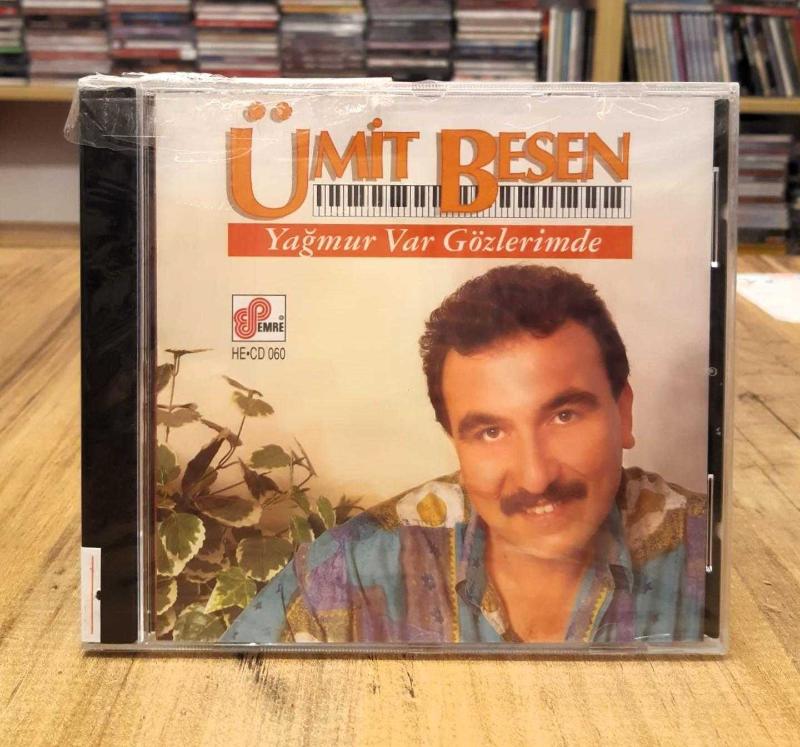 ÜMİT BESEN
Yağmur Var Gözlerimde
EMRE
HE•CD 060